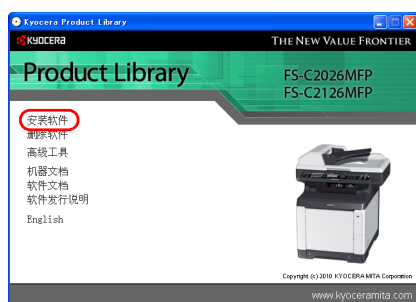 Kyocera Product Library
KYOCERA
THE NEW VALUE FRONTIER
Product Library
FS-C2026MFP
FS-C2126MFP
安装软件
删除软件
高级工具
机器文档
软件文档
软件发行说明
English
Copyright (c) 2010 KYOCERA MITA Corporation
www.kyoceramita.com